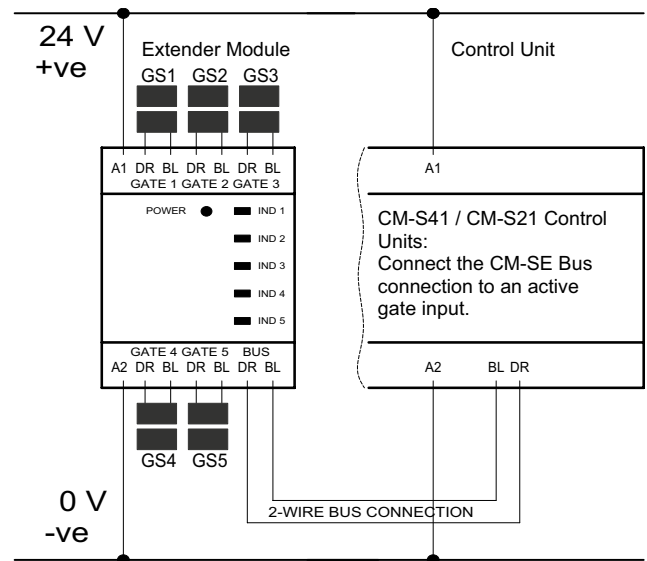 24 V
+ve
Extender Module
Control Unit
GS1 GS2 GS3
A1 DR BL DR BL DR BL
GATE 1 GATE 2 GATE 3
A1
POWER
IND 1
IND 2
IND 3
IND 4
IND 5
CM-S41 / CM-S21 Control
Units:
Connect the CM-SE Bus
connection to an active
gate input.
GATE 4 GATE 5 BUS
A2 DR BL DR BL DR BL
A2 BL DR
GS4 GS5
0 V
-ve
2-WIRE BUS CONNECTION